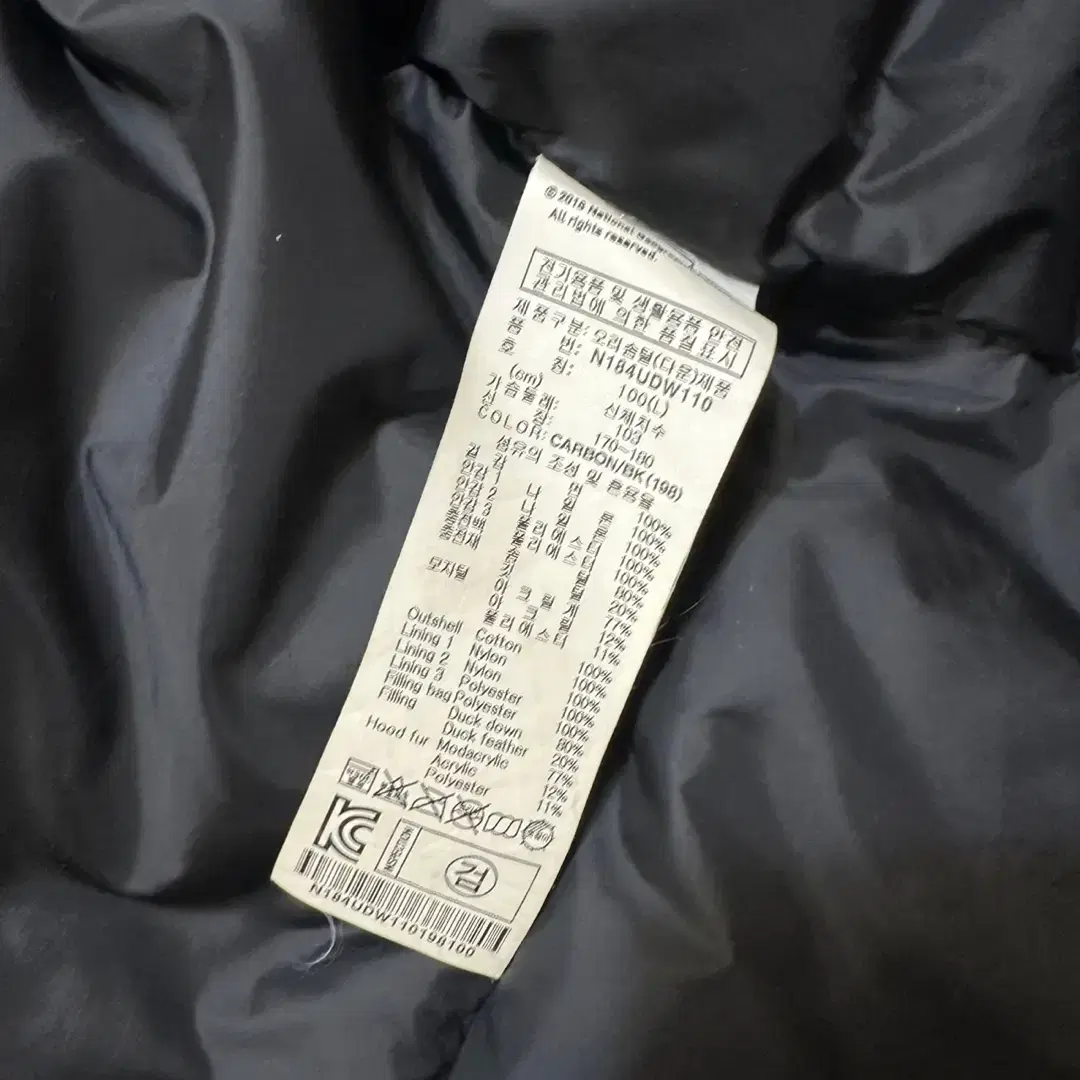 © 2018 National Geographic
All rights reserved.
전기용품 및 생활용품 안전
관리법에 의한 품질표시
제품구분: 오리솜털(다운)제품
품 번: N184UDW110
호 칭: 100(L)
(cm) 신체치수
가슴둘레: 103
신 장: 170~180
COLOR: CARBON/BK(198)
섬유의 조성 및 혼용율
겉감 면 100%
안감1 나일론 100%
안감2 나일론 100%
안감3 폴리에스터 100%
충전백 폴리에스터 100%
충전재 솜털 80%
깃털 20%
모자털 77%
아크릴 12%
폴리에스터 11%
Outshell Cotton 100%
Lining 1 Nylon 100%
Lining 2 Nylon 100%
Lining 3 Polyester 100%
Filling bag Polyester 100%
Filling Duck down 80%
Duck feather 20%
Hood fur Modacrylic 77%
Acrylic 12%
Polyester 11%
검
N184UDW110198100